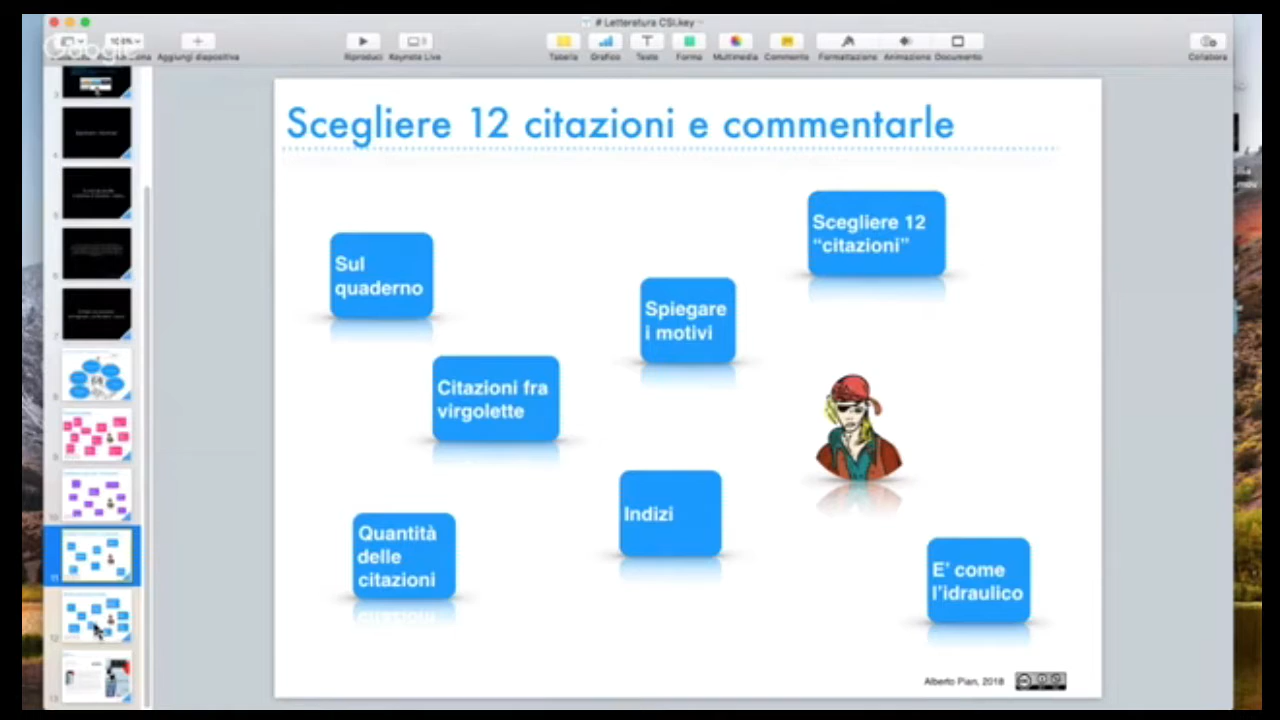 # Letteratura CSI.key
Google
Aggiungi diapositiva
Riproduci
Keynote Live
Tabella
Grafico
Testo
Forma
Multimedia
Commento
Formattazione
Animazione
Documento
Collabora
Scegliere 12 citazioni e commentarle
Scegliere 12
“citazioni”
Sul
quaderno
Spiegare
i motivi
Citazioni fra
virgolette
Indizi
Quantità
delle
citazioni
E’ come
l’idraulico
Alberto Pian, 2018